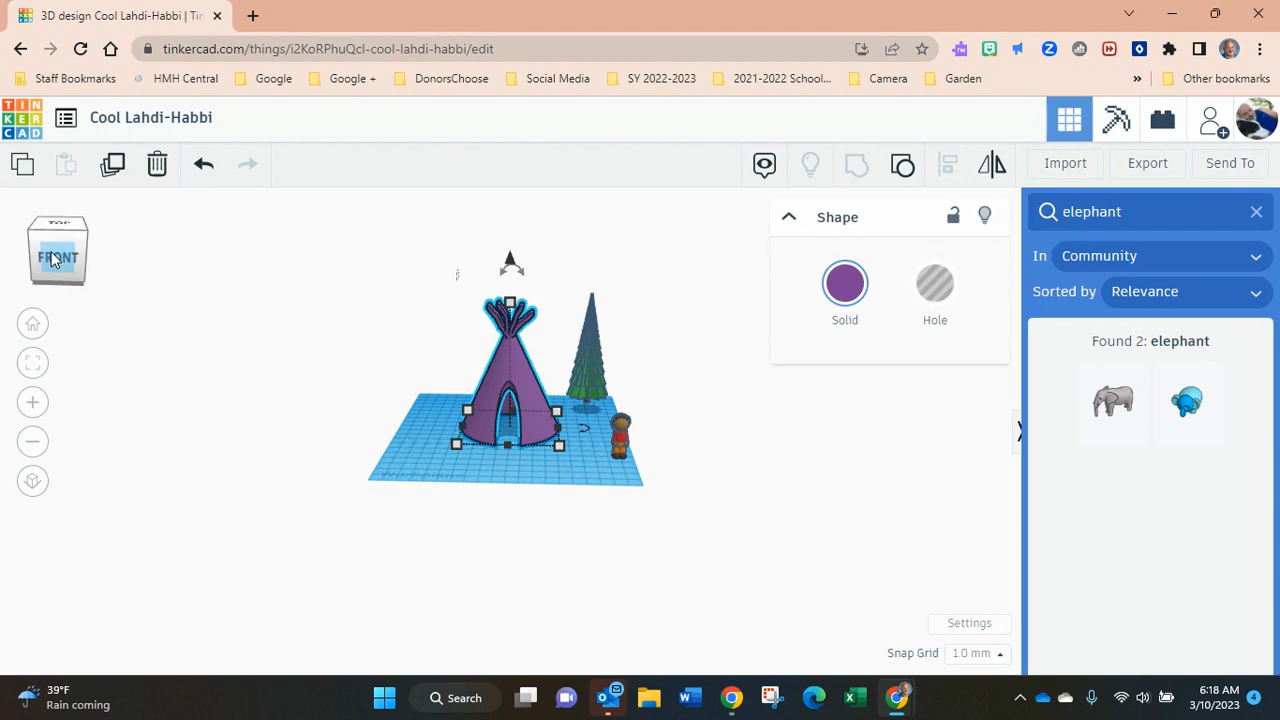 3D design Cool Lahdi-Habbi | Tin
tinkercad.com/things/i2KoRPhuQcl-cool-lahdi-habbi/edit
Staff Bookmarks HMH Central Google Google + DonorsChoose Social Media SY 2022-2023 2021-2022 School... Camera Garden » Other bookmarks
TIN
KER
CAD
Cool Lahdi-Habbi
Import Export Send To
TOP
FRONT
Shape
Solid Hole
elephant
In Community
Sorted by Relevance
Found 2: elephant
Workplane
Settings
Snap Grid 1.0 mm
39°F
Rain coming
Search
6:18 AM
3/10/2023
4